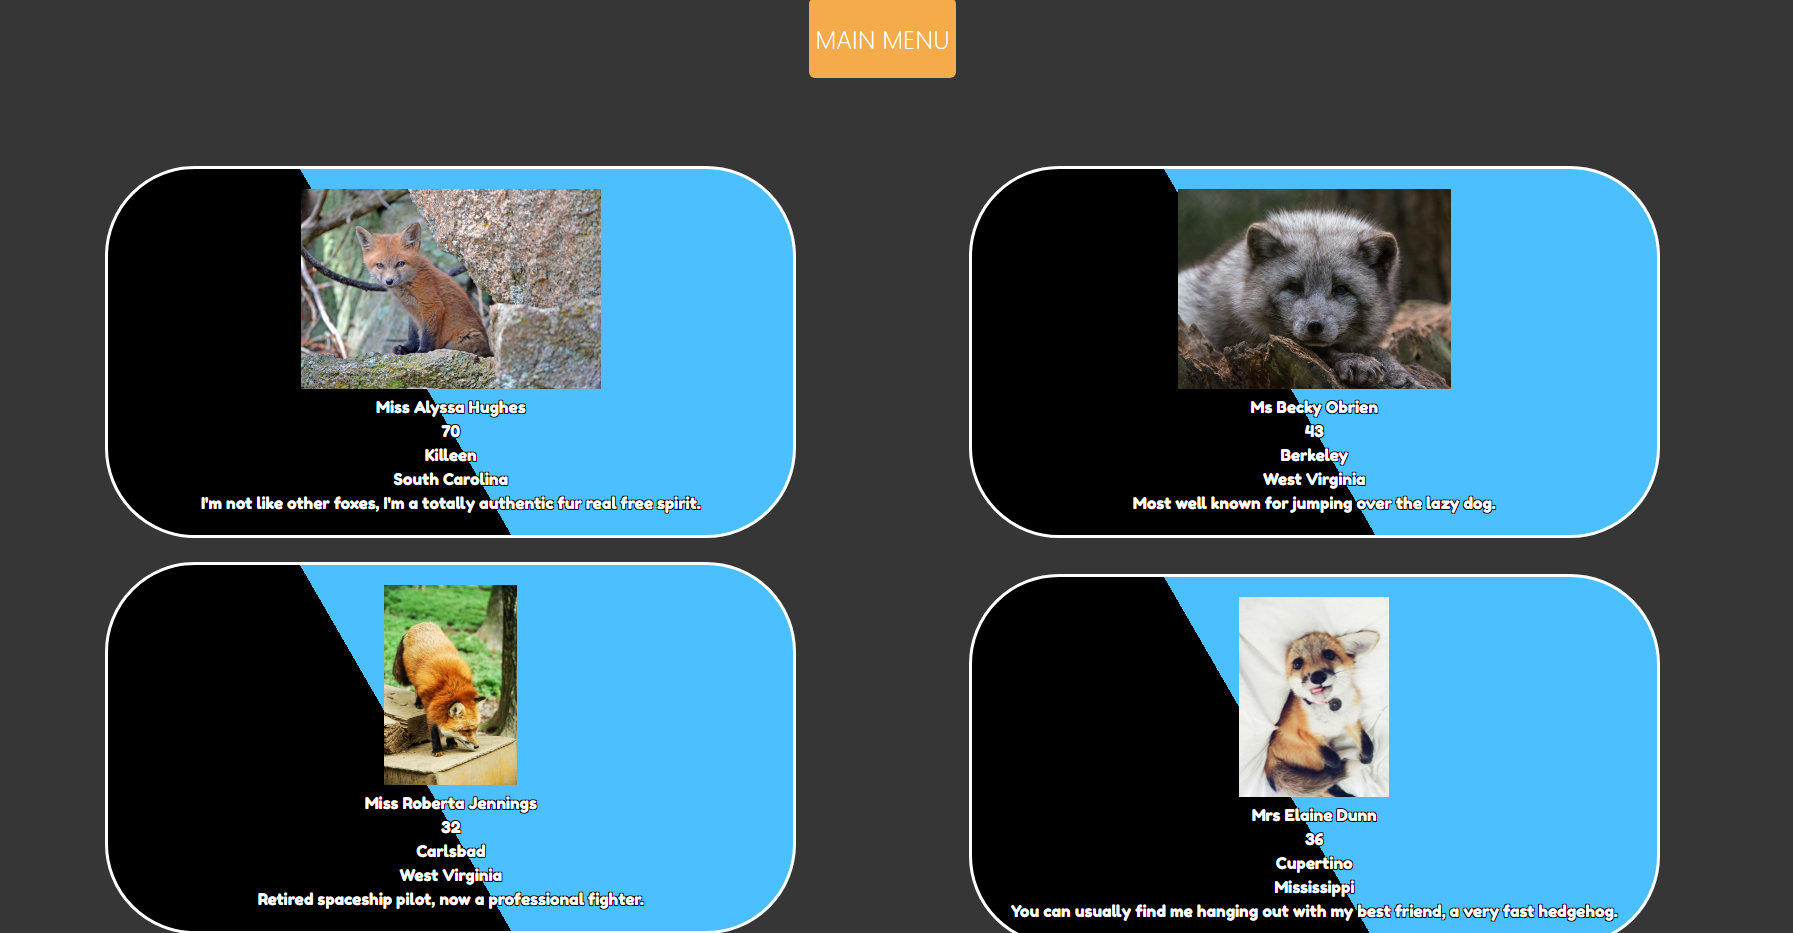 MAIN MENU
Miss Alyssa Hughes
70
Killeen
South Carolina
I'm not like other foxes, I'm a totally authentic fur real free spirit.
Ms Becky Obrien
43
Berkeley
West Virginia
Most well known for jumping over the lazy dog.
Miss Roberta Jennings
32
Carlsbad
West Virginia
Retired spaceship pilot, now a professional fighter.
Mrs Elaine Dunn
36
Cupertino
Mississippi
You can usually find me hanging out with my best friend, a very fast hedgehog.